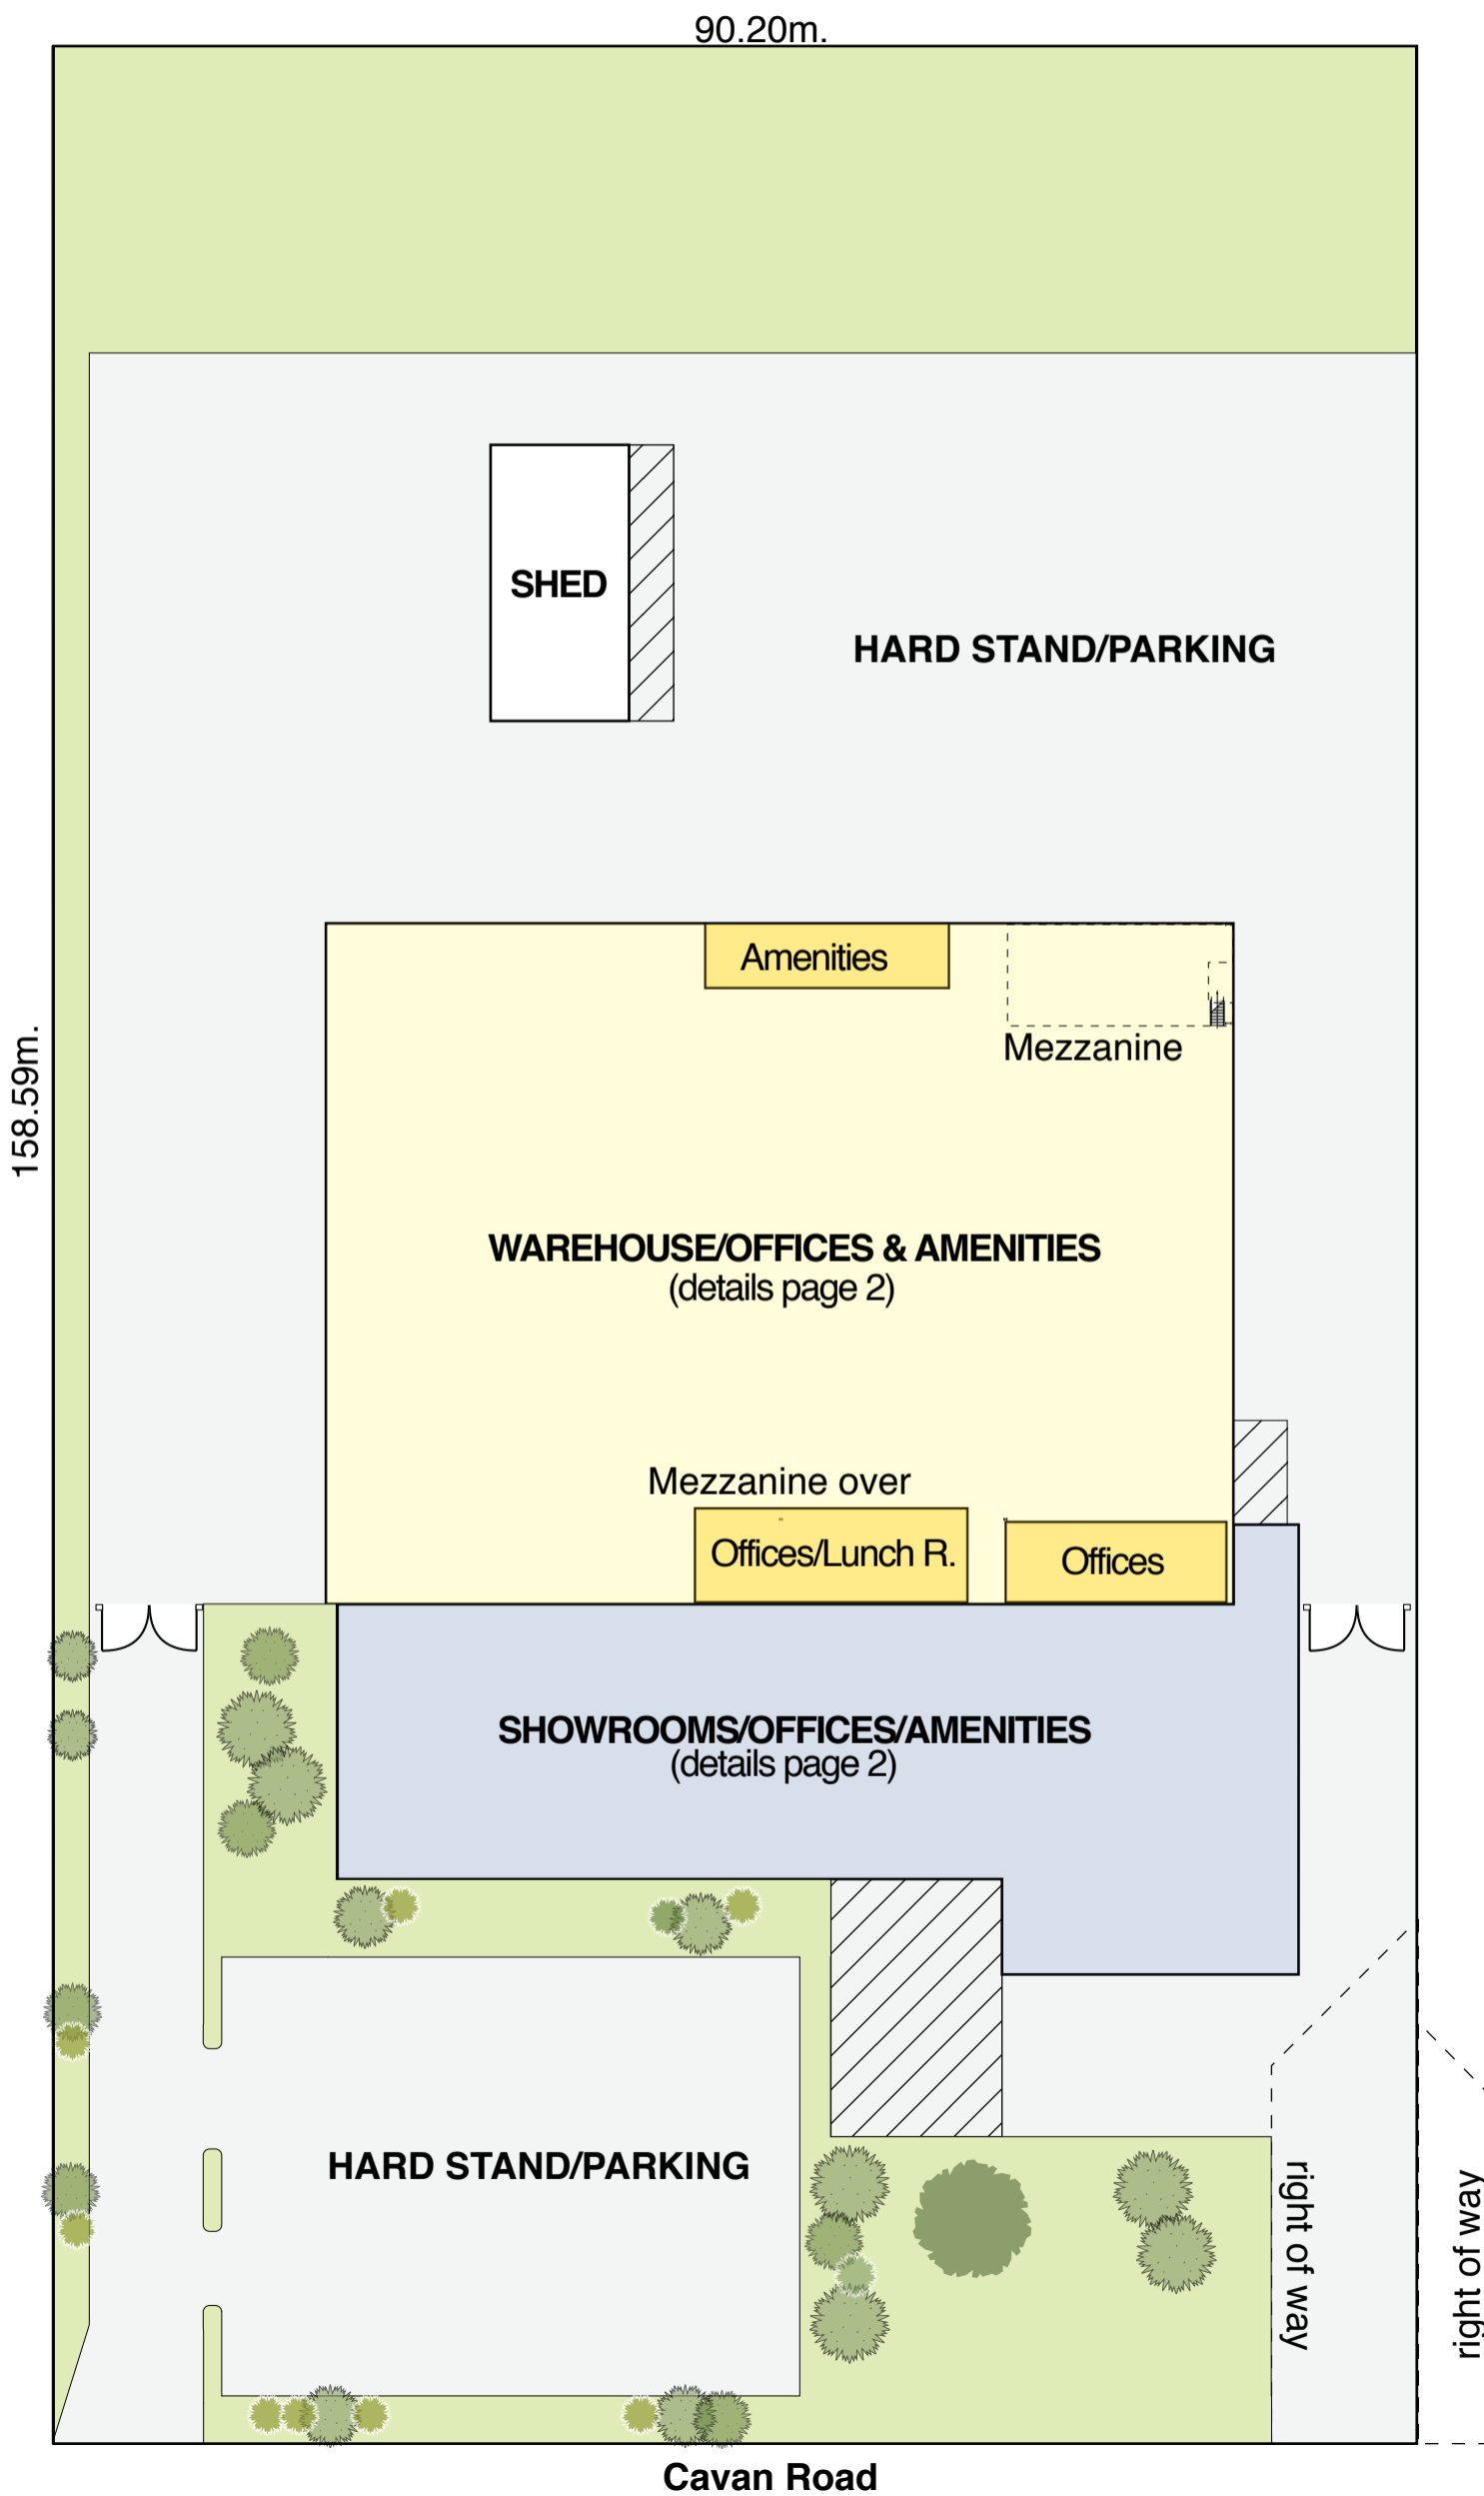 90.20m.
SHED
HARD STAND/PARKING
Amenities
Mezzanine
158.59m.
WAREHOUSE/OFFICES & AMENITIES
(details page 2)
Mezzanine over
Offices/Lunch R.
Offices
SHOWROOMS/OFFICES/AMENITIES
(details page 2)
HARD STAND/PARKING
right of way
right of way
Cavan Road